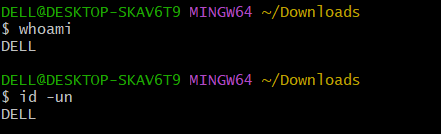 DELL@DESKTOP-SKAV6T9 MINGW64 ~/Downloads
$ whoami
DELL
DELL@DESKTOP-SKAV6T9 MINGW64 ~/Downloads
$ id -un
DELL